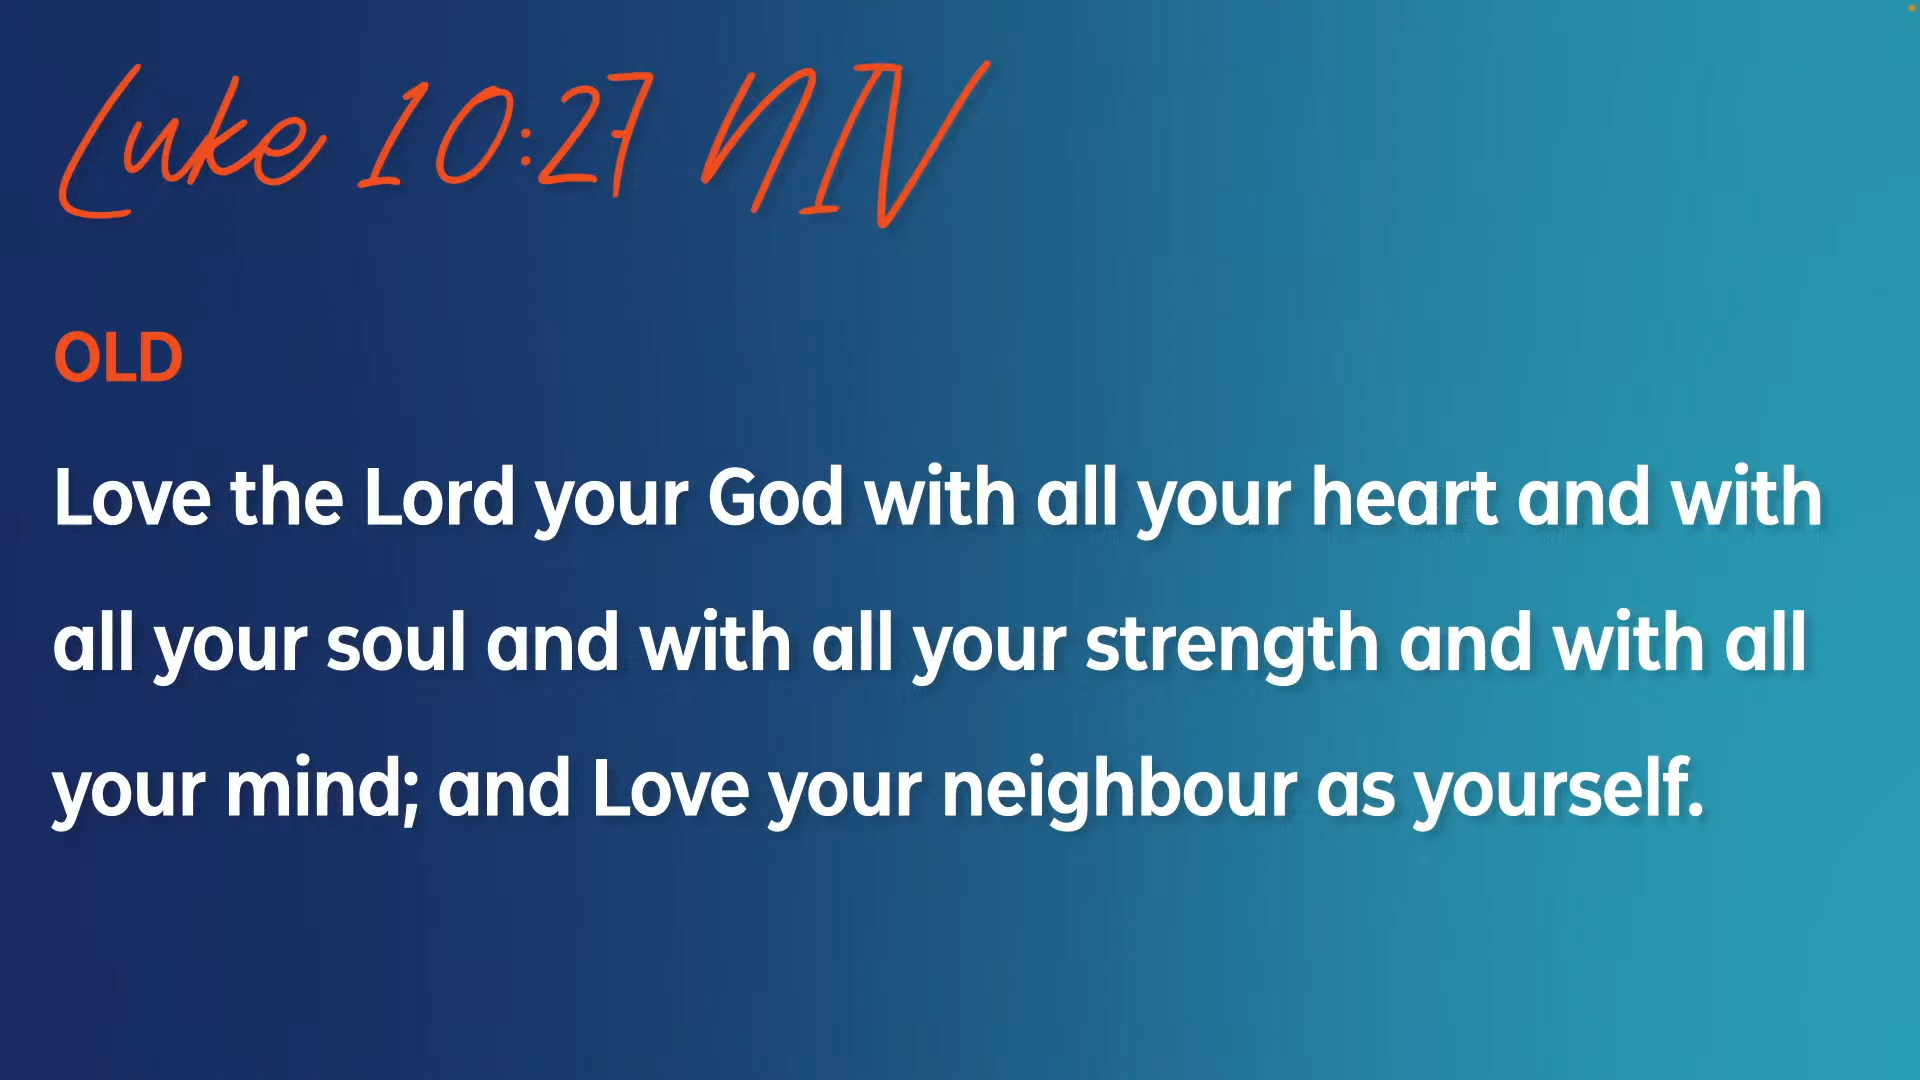 Luke 10:27 NIV
OLD
Love the Lord your God with all your heart and with
all your soul and with all your strength and with all
your mind; and Love your neighbour as yourself.